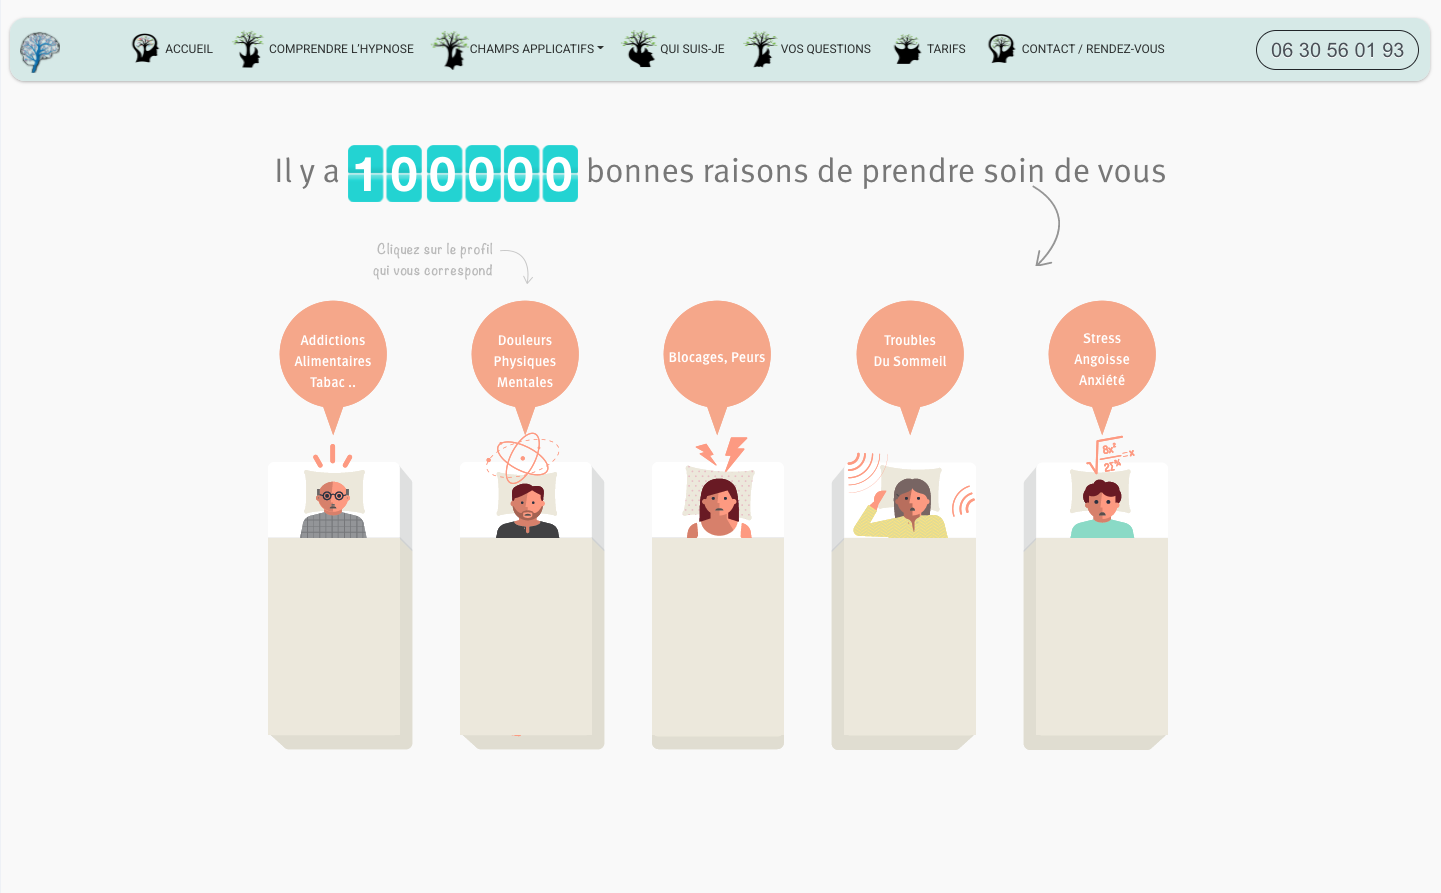 ACCUEIL
COMPRENDRE L'HYPNOSE
CHAMPS APPLICATIFS
QUI SUIS-JE
VOS QUESTIONS
TARIFS
CONTACT / RENDEZ-VOUS
06 30 56 01 93
Il y a 100000 bonnes raisons de prendre soin de vous
Cliquez sur le profil
qui vous correspond
Addictions
Alimentaires
Tabac ..
Douleurs
Physiques
Mentales
Blocages, Peurs
Troubles
Du Sommeil
Stress
Angoisse
Anxiété